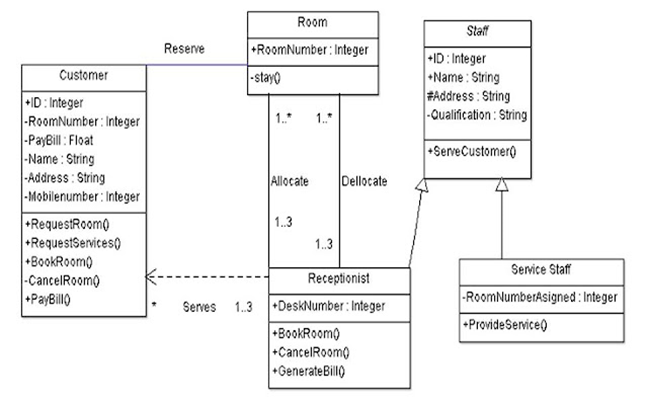 Room
+RoomNumber : Integer
-stay()
Staff
+ID : Integer
+Name : String
#Address : String
-Qualification : String
+ServeCustomer()
Reserve
Customer
+ID : Integer
-RoomNumber : Integer
-PayBill : Float
-Name : String
-Address : String
-Mobilenumber : Integer
+RequestRoom()
+RequestServices()
+BookRoom()
-CancelRoom()
+PayBill()
1..*
1..*
Allocate
Dellocate
1..3
1..3
* Serves 1..3
Receptionist
+DeskNumber : Integer
+BookRoom()
+CancelRoom()
+GenerateBill()
Service Staff
-RoomNumberAsigned : Integer
+ProvideService()